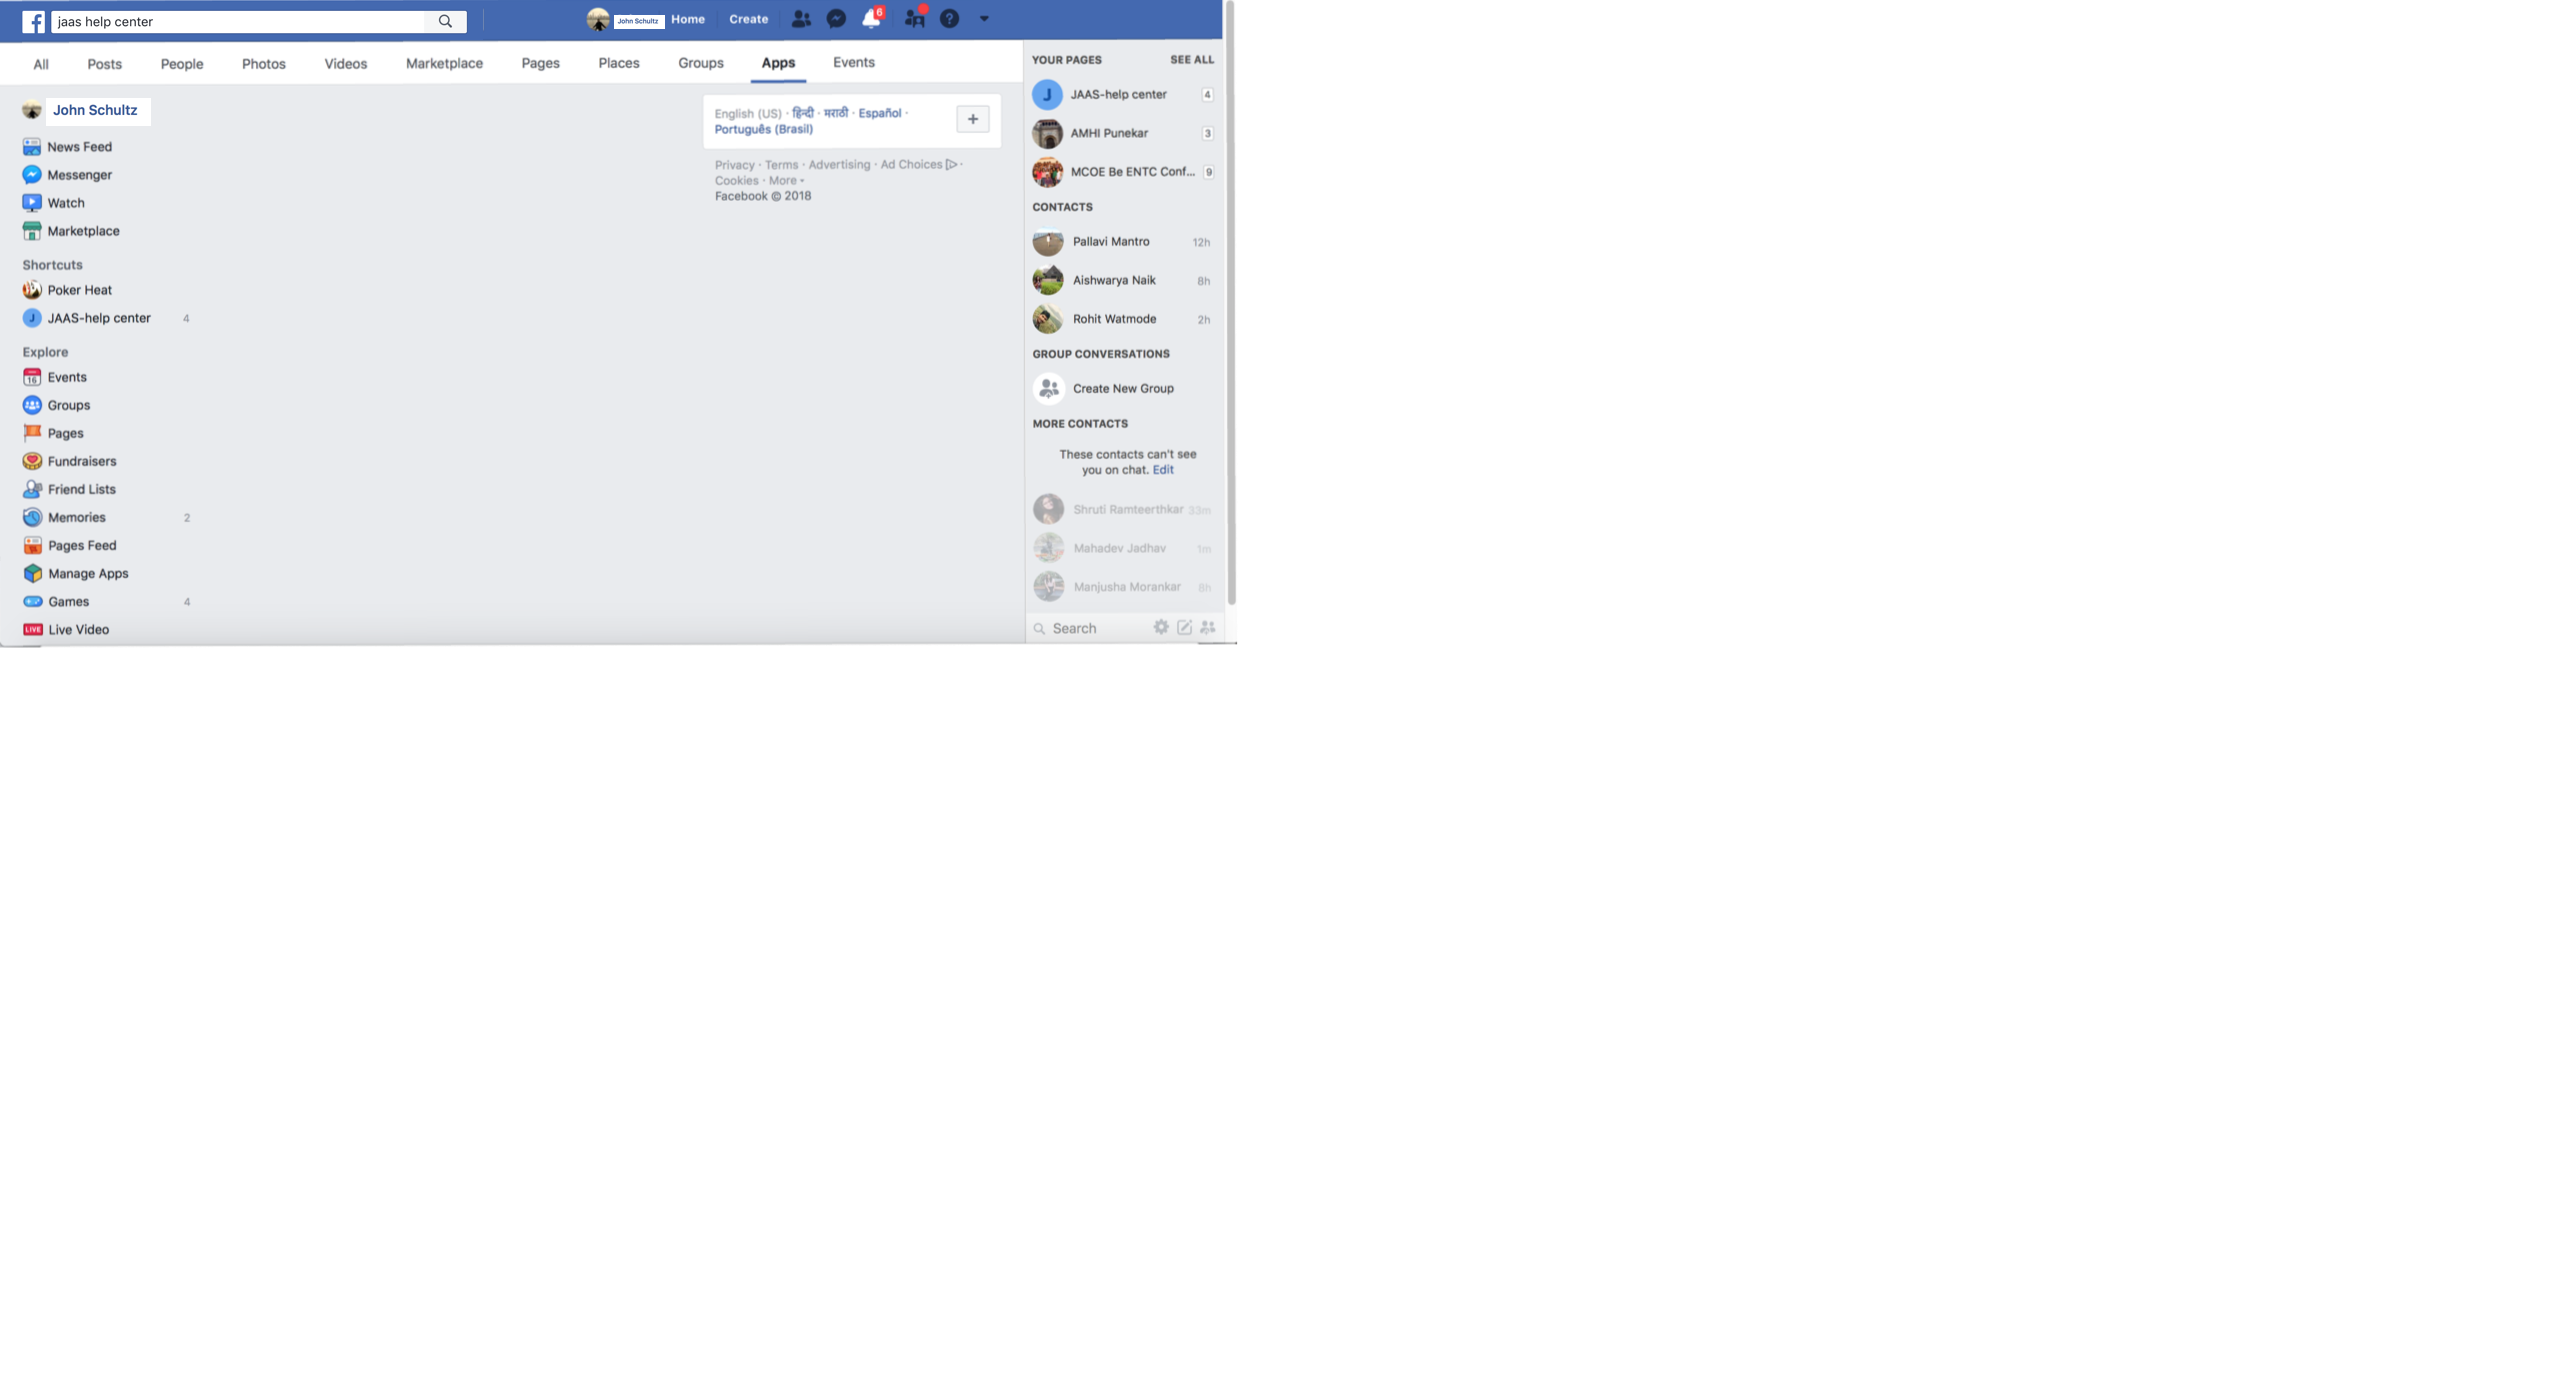 jaas help center
John Schultz Home Create 6
All Posts People Photos Videos Marketplace Pages Places Groups Apps Events
John Schultz
News Feed
Messenger
Watch
Marketplace
Shortcuts
Poker Heat
J JAAS-help center 4
Explore
16 Events
Groups
Pages
Fundraisers
Friend Lists
Memories 2
Pages Feed
Manage Apps
Games 4
LIVE Live Video
English (US) · हिन्दी · मराठी · Español ·
Português (Brasil)
+
Privacy · Terms · Advertising · Ad Choices ·
Cookies · More
Facebook © 2018
YOUR PAGES SEE ALL
J JAAS-help center 4
AMHI Punekar 3
MCOE Be ENTC Conf... 9
CONTACTS
Pallavi Mantro 12h
Aishwarya Naik 8h
Rohit Watmode 2h
GROUP CONVERSATIONS
Create New Group
MORE CONTACTS
These contacts can't see
you on chat. Edit
Shruti Ramteerthkar 33m
Mahadev Jadhav 1m
Manjusha Morankar 6h
Search